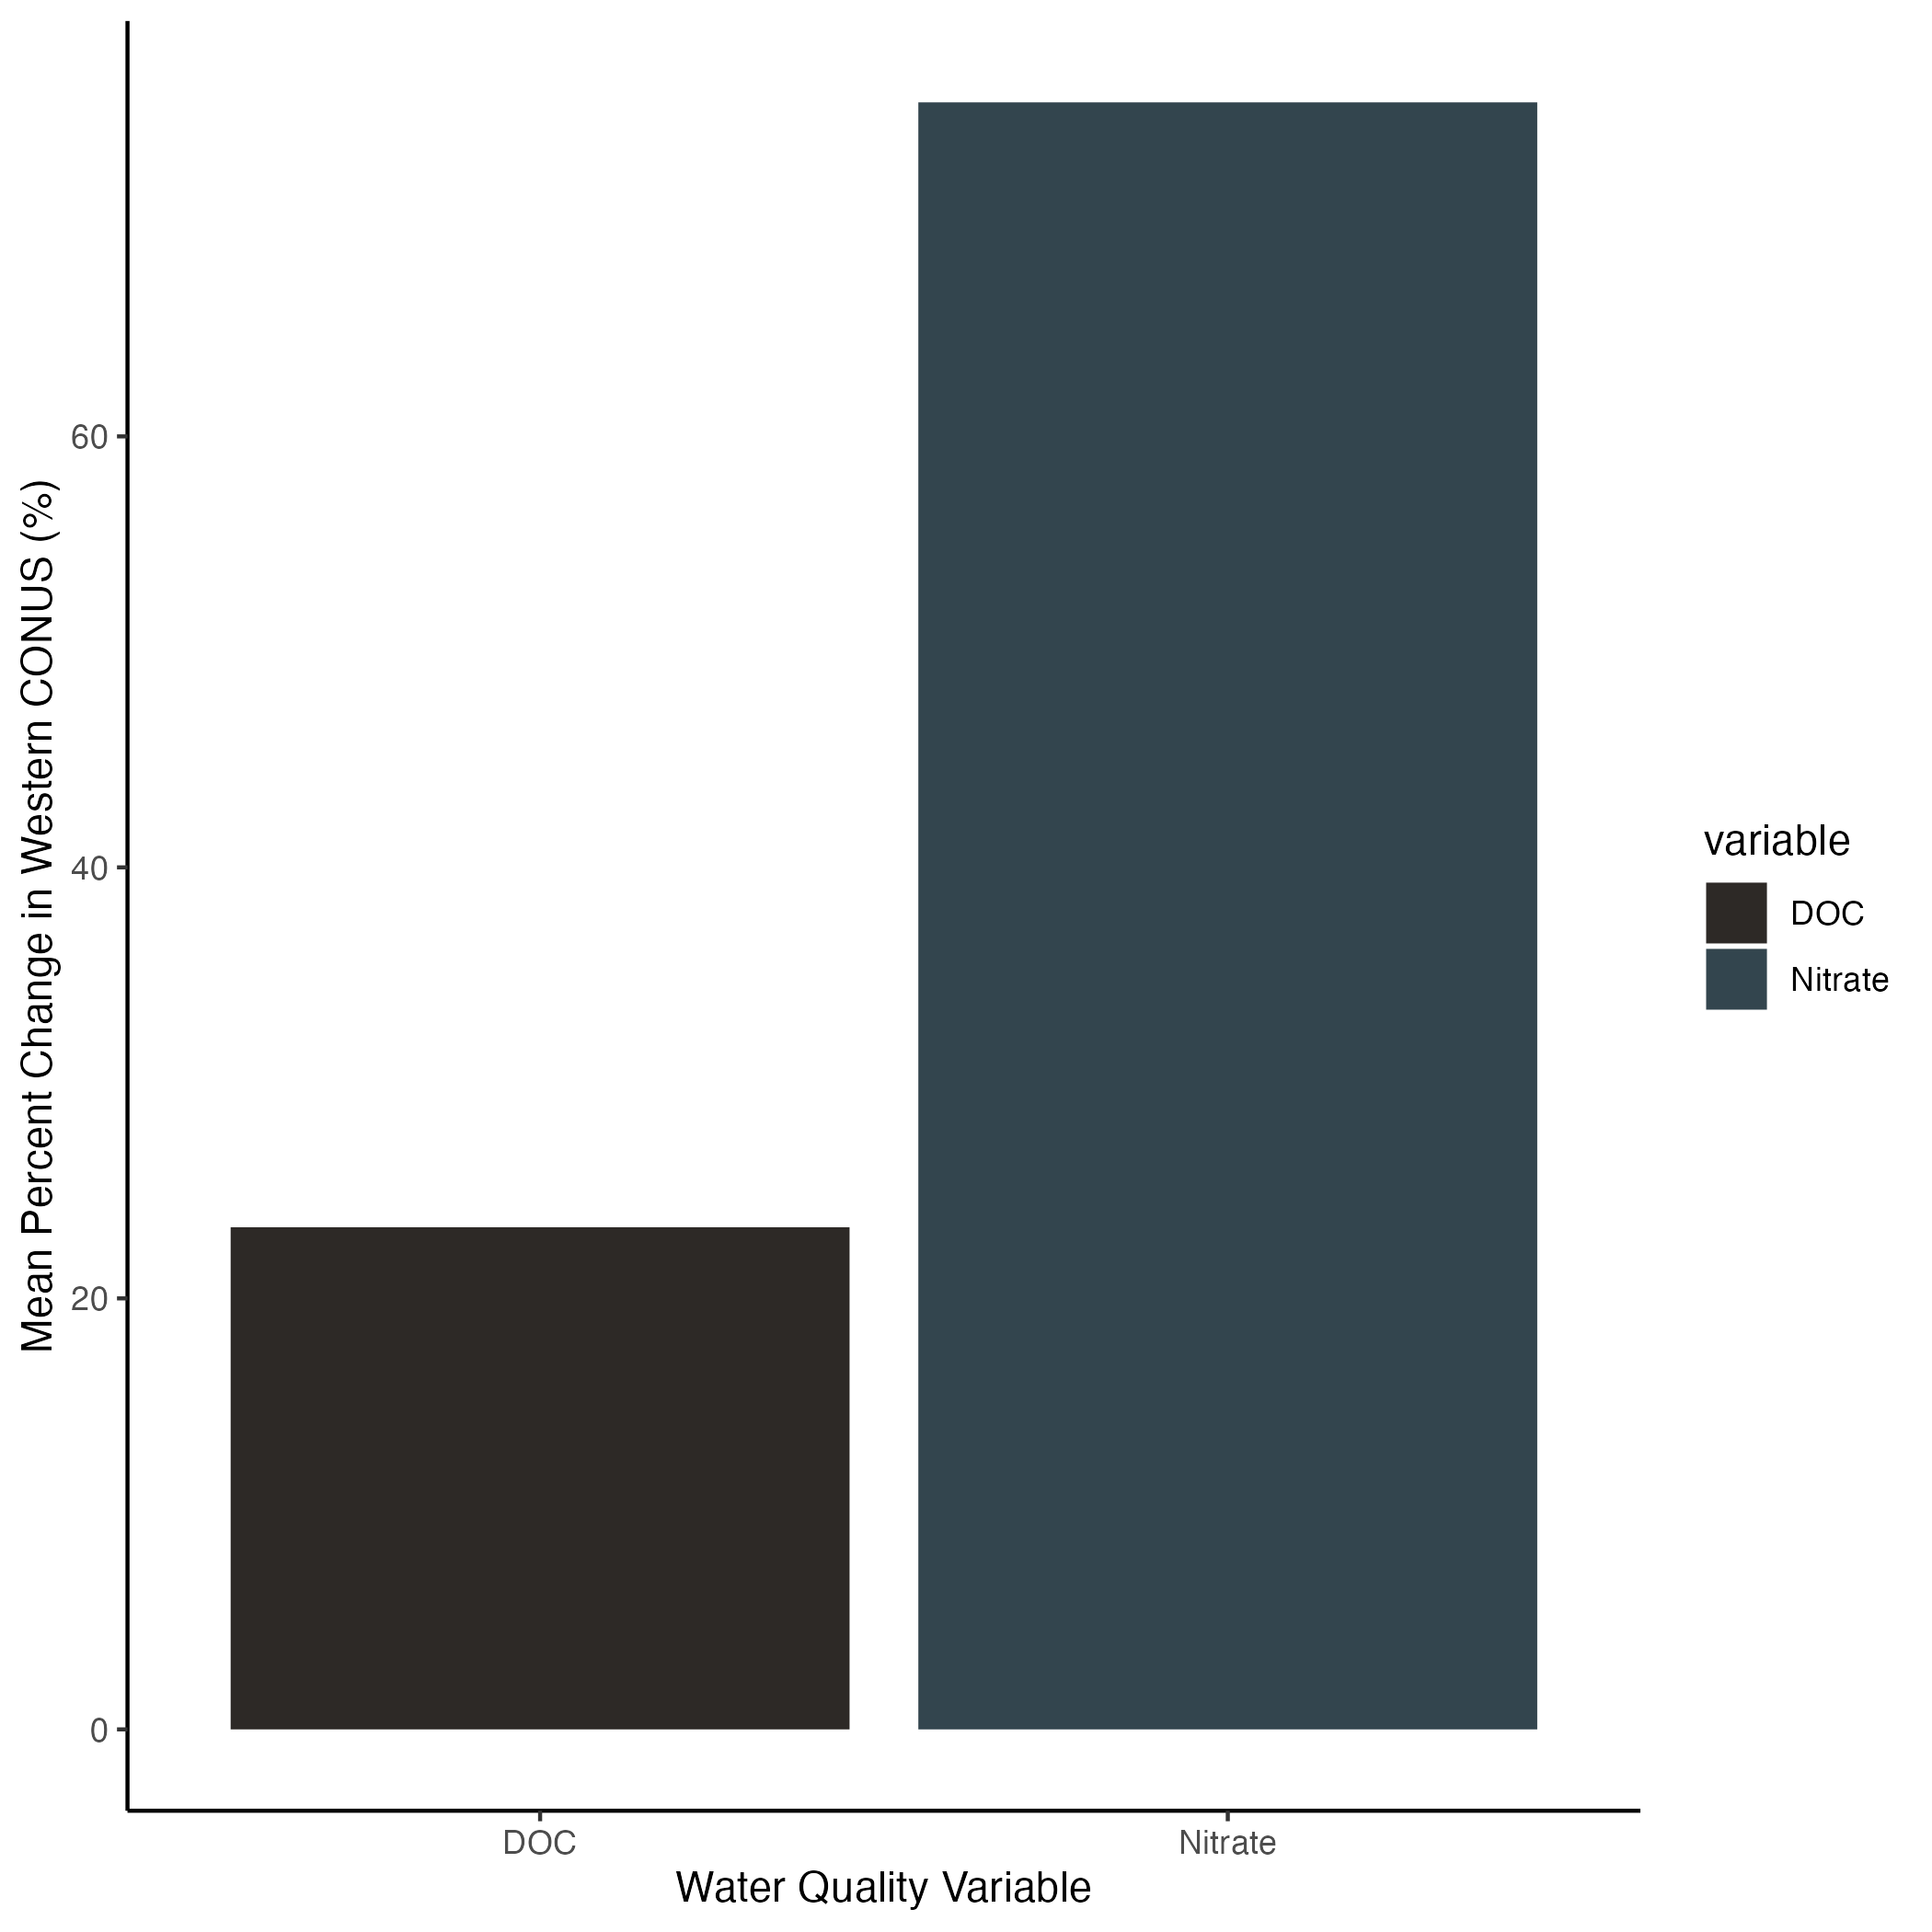 Mean Percent Change in Western CONUS (%)
60
40
20
0
DOC
Nitrate
Water Quality Variable
variable
DOC
Nitrate